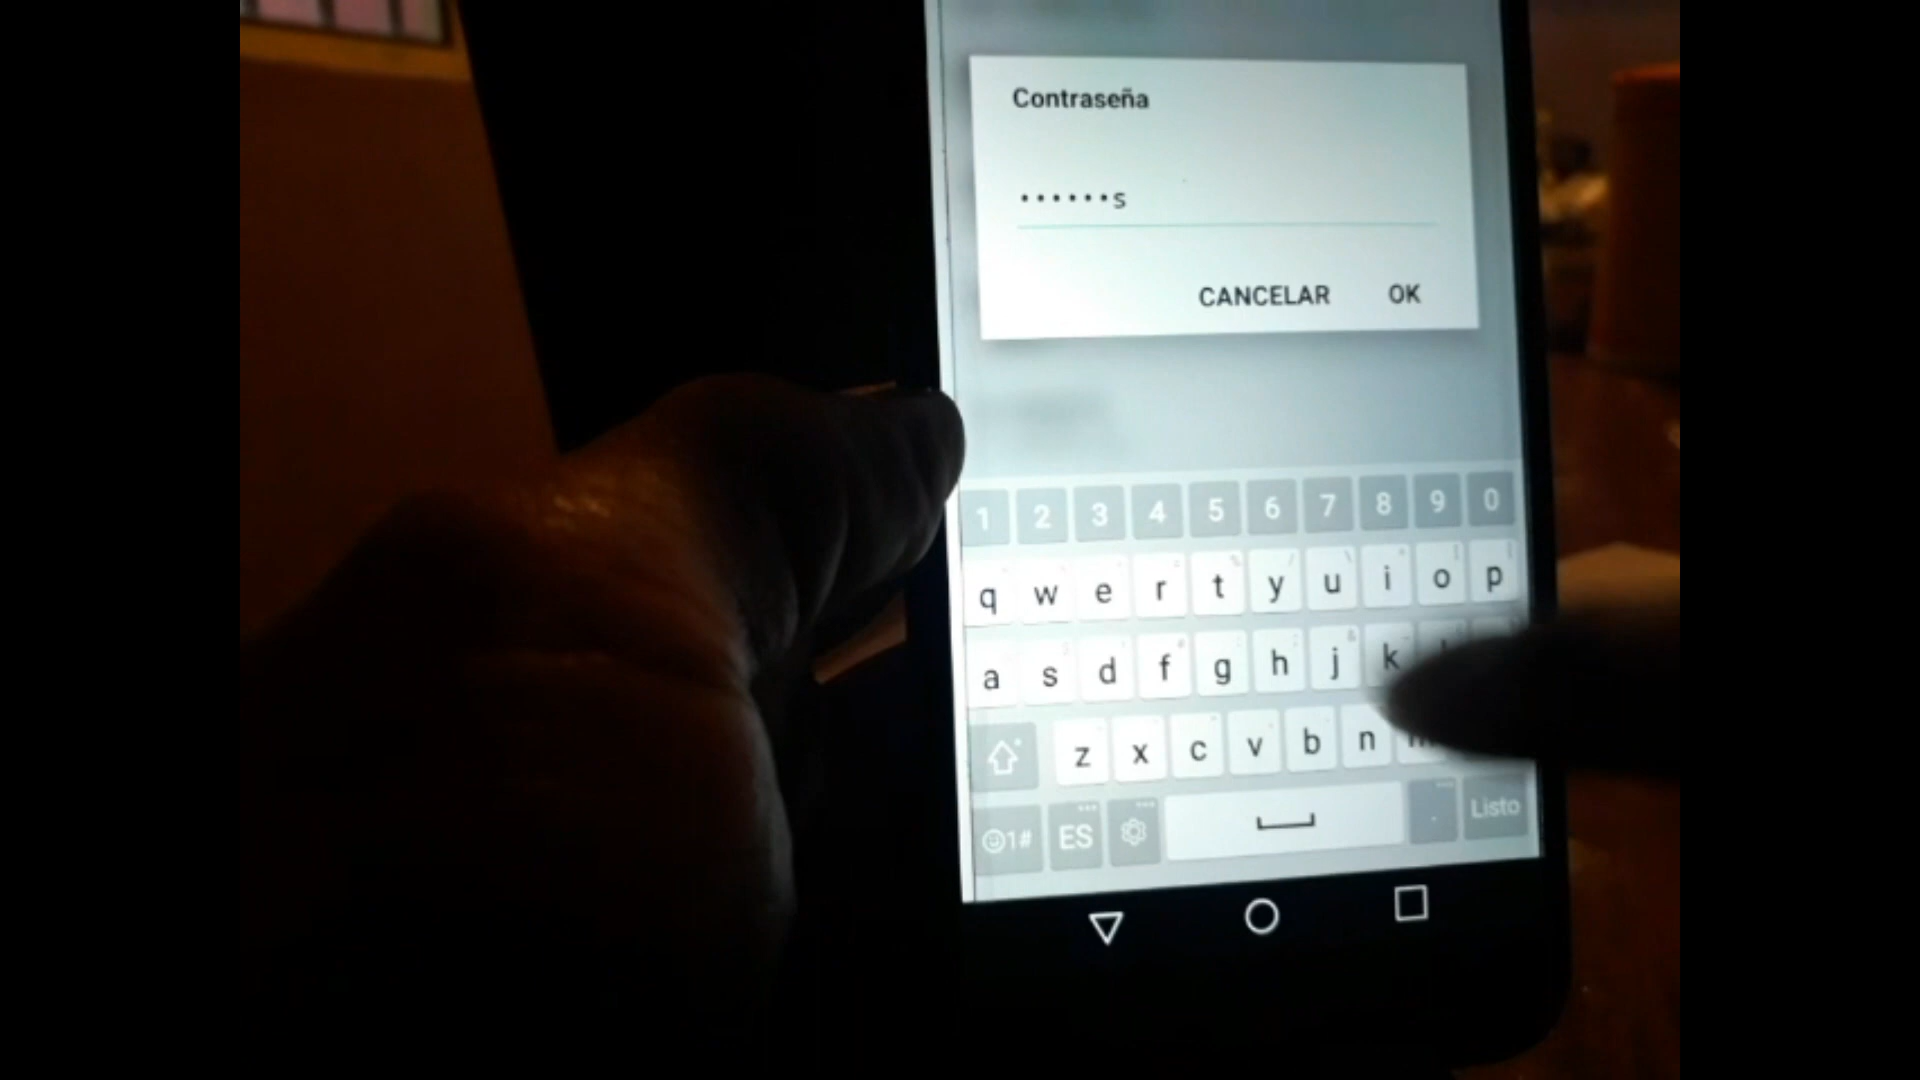 Contraseña
••••••s
CANCELAR OK
1 2 3 4 5 6 7 8 9 0
q w e r t y u i o p
a s d f g h j k
z x c v b n m
1# ES . Listo